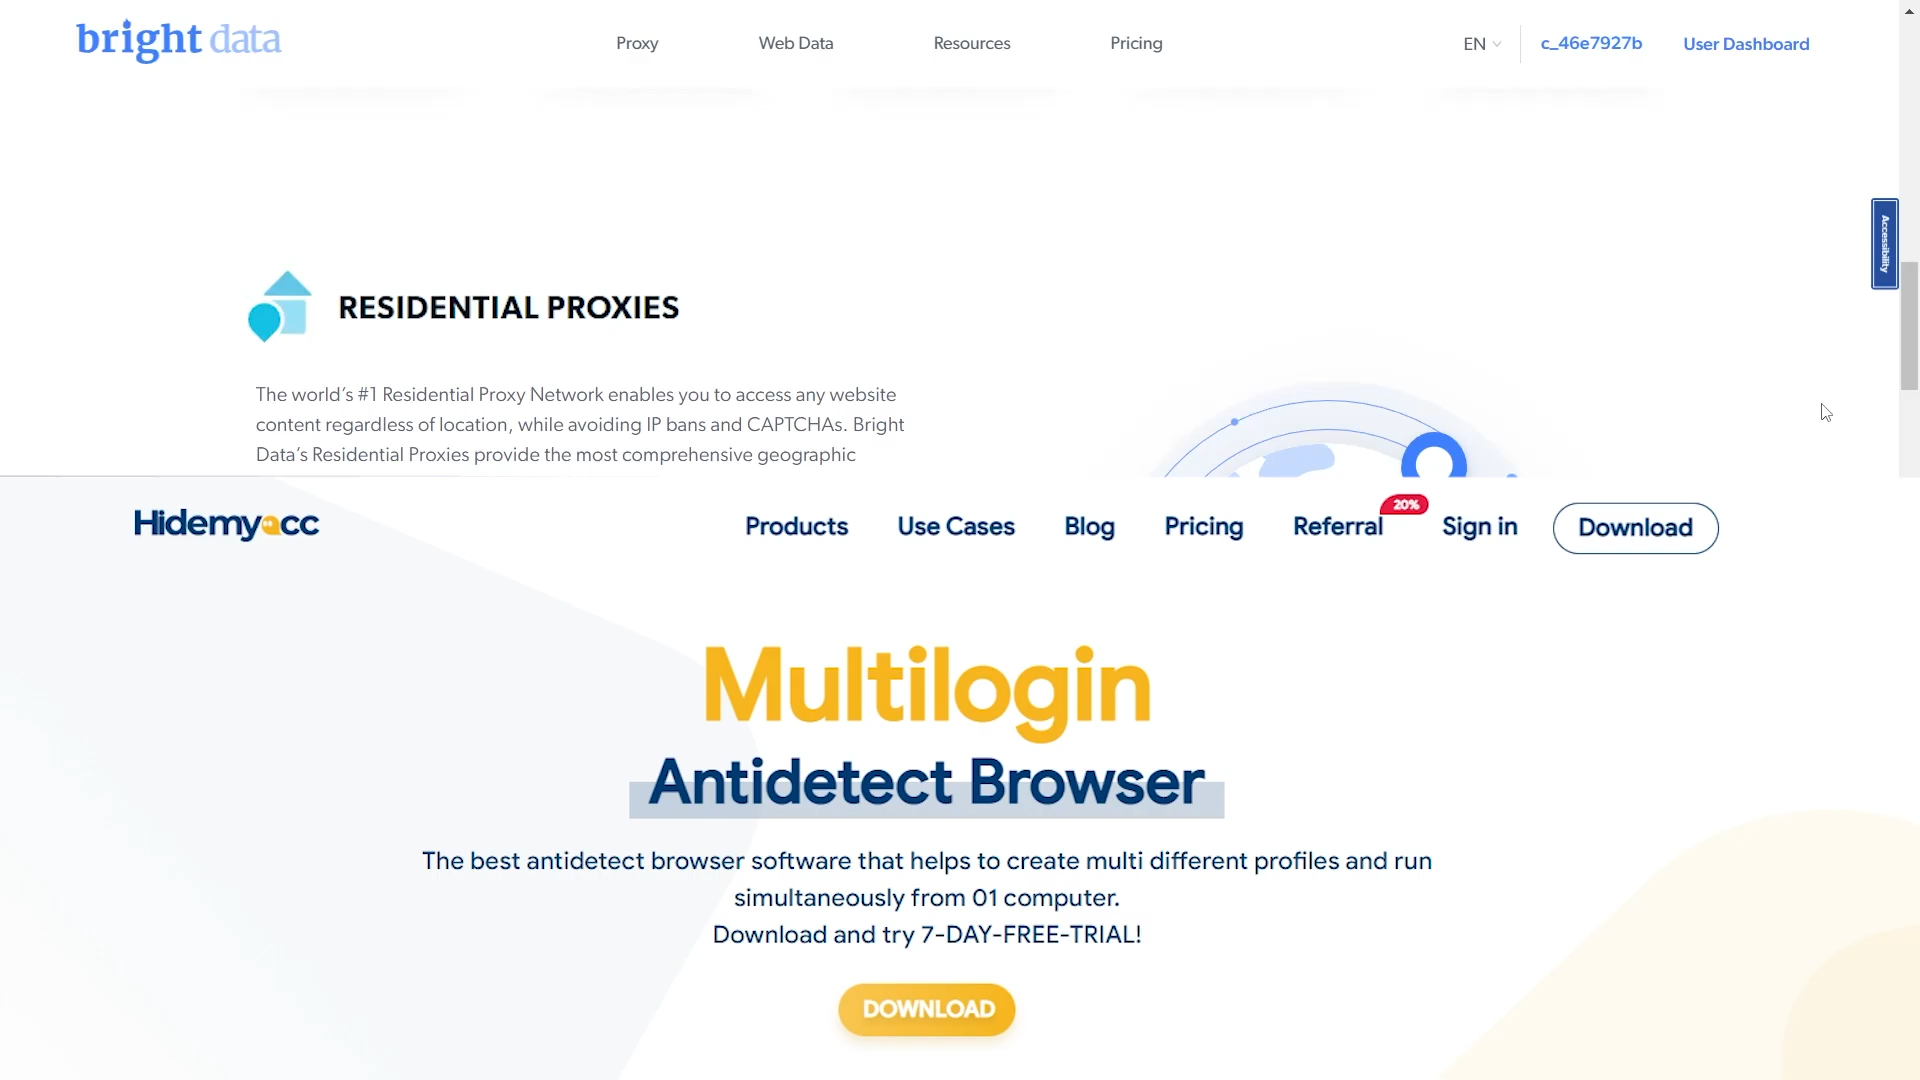 bright data
Proxy
Web Data
Resources
Pricing
EN
c_46e7927b
User Dashboard
Accessibility
RESIDENTIAL PROXIES
The world's #1 Residential Proxy Network enables you to access any website
content regardless of location, while avoiding IP bans and CAPTCHAs. Bright
Data's Residential Proxies provide the most comprehensive geographic
Hidemyacc
Products
Use Cases
Blog
Pricing
Referral
20%
Sign in
Download
Multilogin
Antidetect Browser
The best antidetect browser software that helps to create multi different profiles and run
simultaneously from 01 computer.
Download and try 7-DAY-FREE-TRIAL!
DOWNLOAD